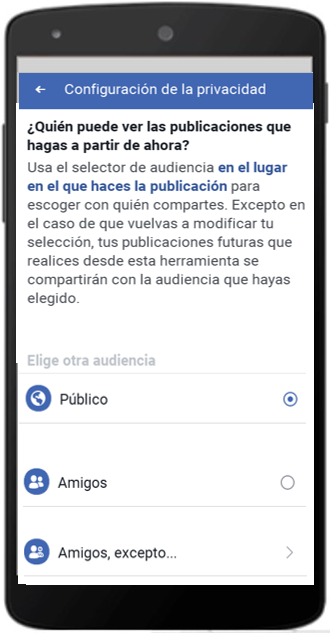 Configuración de la privacidad
¿Quién puede ver las publicaciones que
hagas a partir de ahora?
Usa el selector de audiencia en el lugar
en el que haces la publicación para
escoger con quién compartes. Excepto en
el caso de que vuelvas a modificar tu
selección, tus publicaciones futuras que
realices desde esta herramienta se
compartirán con la audiencia que hayas
elegido.
Elige otra audiencia
Público
Amigos
Amigos, excepto...